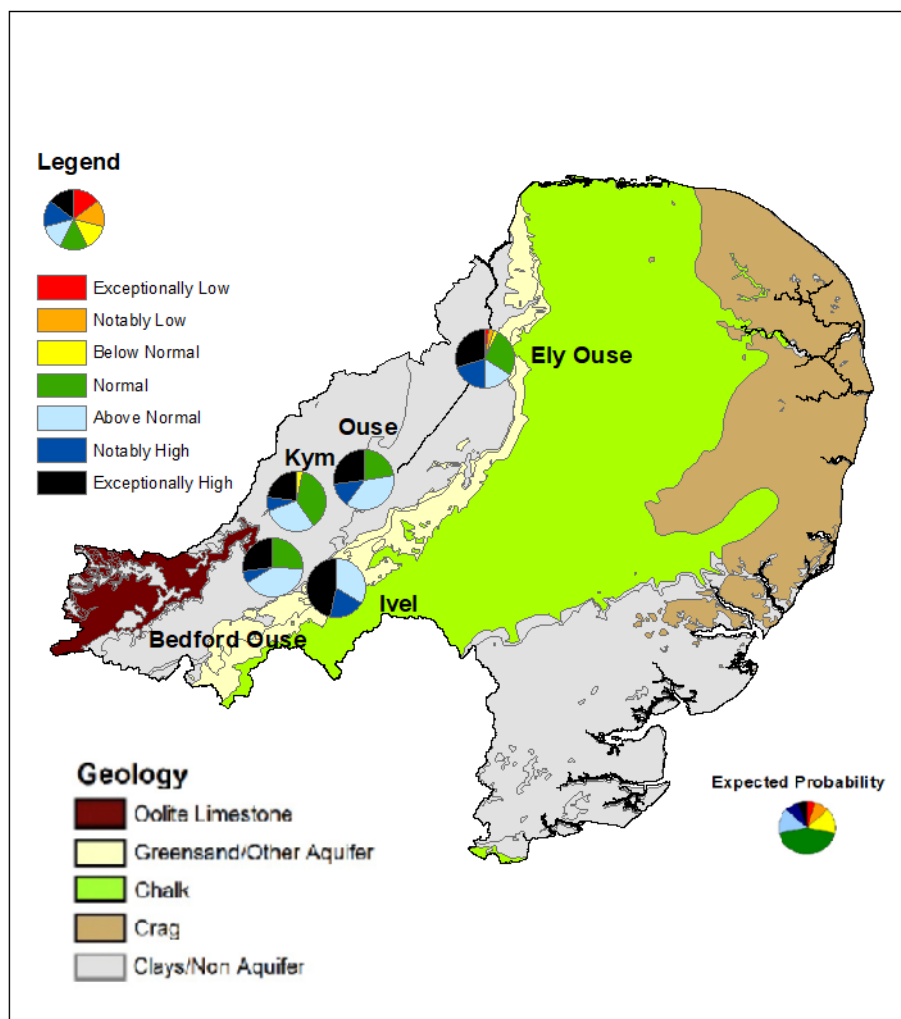 Legend
Exceptionally Low
Notably Low
Below Normal
Normal
Above Normal
Notably High
Exceptionally High
Ely Ouse
Ouse
Kym
Ivel
Bedford Ouse
Geology
Oolite Limestone
Greensand/Other Aquifer
Chalk
Crag
Clays/Non Aquifer
Expected Probability